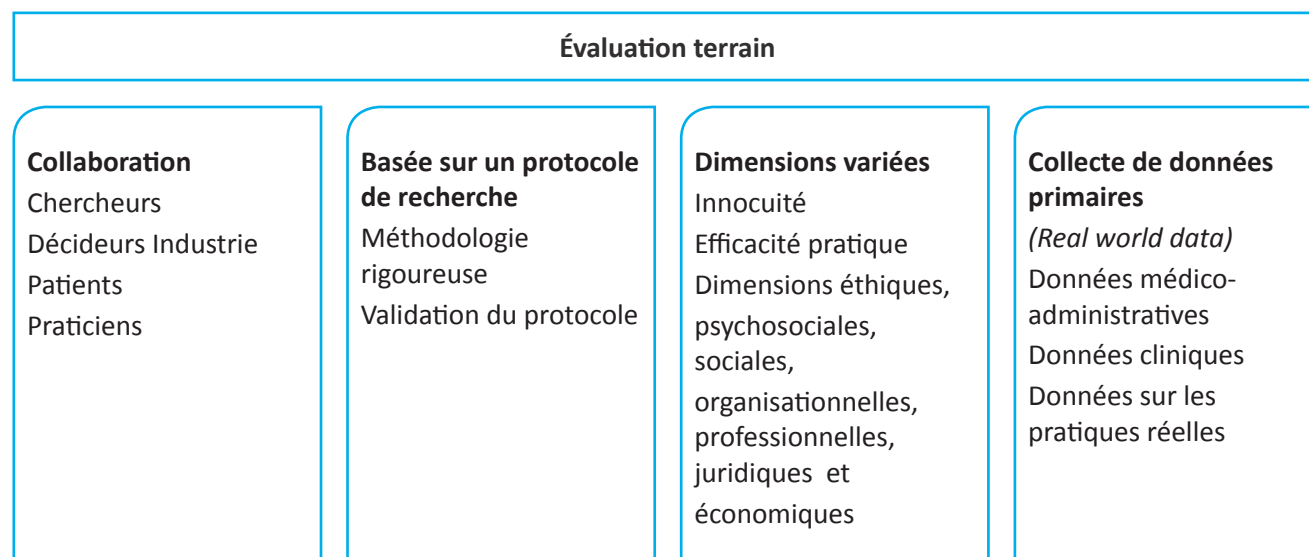 Évaluation terrain
Collaboration
Chercheurs
Décideurs Industrie
Patients
Praticiens
Basée sur un protocole
de recherche
Méthodologie
rigoureuse
Validation du protocole
Dimensions variées
Innocuité
Efficacité pratique
Dimensions éthiques,
psychosociales,
sociales,
organisationnelles,
professionnelles,
juridiques et
économiques
Collecte de données
primaires
(Real world data)
Données médico-
administratives
Données cliniques
Données sur les
pratiques réelles